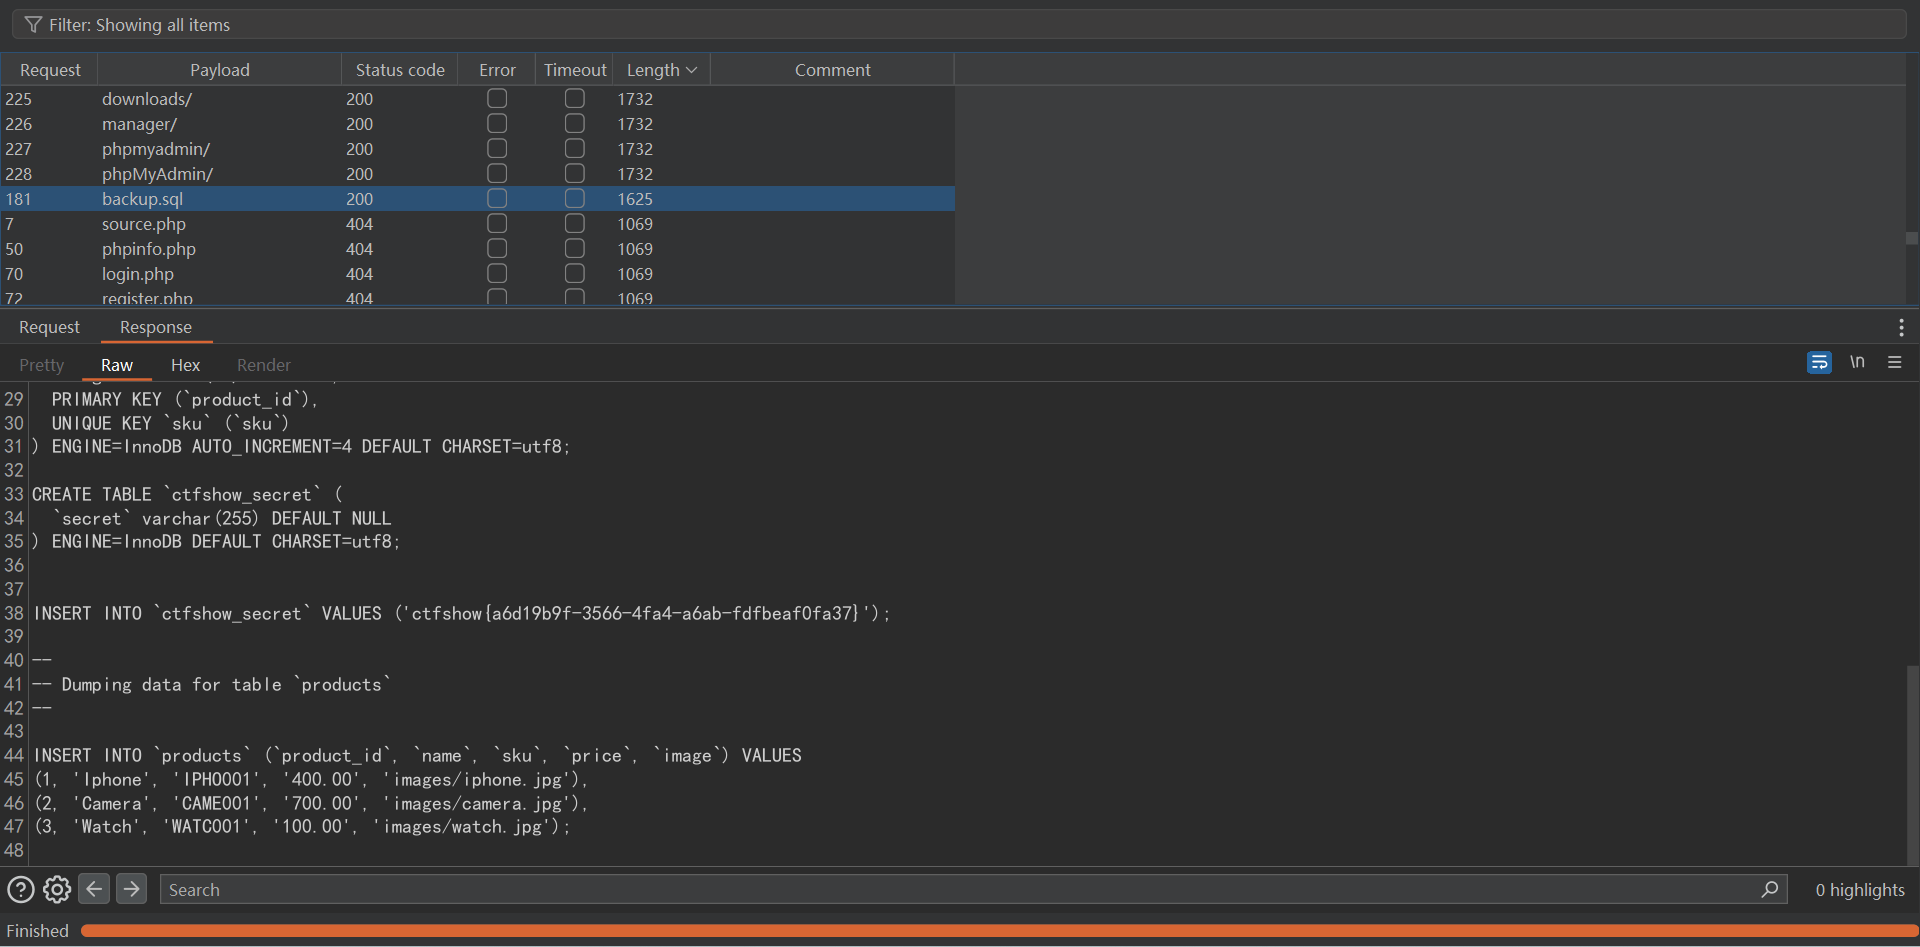 Filter: Showing all items
Request Payload Status code Error Timeout Length Comment
225 downloads/ 200 1732
226 manager/ 200 1732
227 phpmyadmin/ 200 1732
228 phpMyAdmin/ 200 1732
181 backup.sql 200 1625
7 source.php 404 1069
50 phpinfo.php 404 1069
70 login.php 404 1069
72 register.php 404 1069
Request Response
Pretty Raw Hex Render \n
29 PRIMARY KEY (`product_id`),
30 UNIQUE KEY `sku` (`sku`)
31 ) ENGINE=InnoDB AUTO_INCREMENT=4 DEFAULT CHARSET=utf8;
32
33 CREATE TABLE `ctfshow_secret` (
34 `secret` varchar(255) DEFAULT NULL
35 ) ENGINE=InnoDB DEFAULT CHARSET=utf8;
36
37
38 INSERT INTO `ctfshow_secret` VALUES ('ctfshow{a6d19b9f-3566-4fa4-a6ab-fdfbeaf0fa37}');
39
40 --
41 -- Dumping data for table `products`
42 --
43
44 INSERT INTO `products` (`product_id`, `name`, `sku`, `price`, `image`) VALUES
45 (1, 'Iphone', 'IPHO001', '400.00', 'images/iphone.jpg'),
46 (2, 'Camera', 'CAME001', '700.00', 'images/camera.jpg'),
47 (3, 'Watch', 'WATC001', '100.00', 'images/watch.jpg');
48
Search 0 highlights
Finished